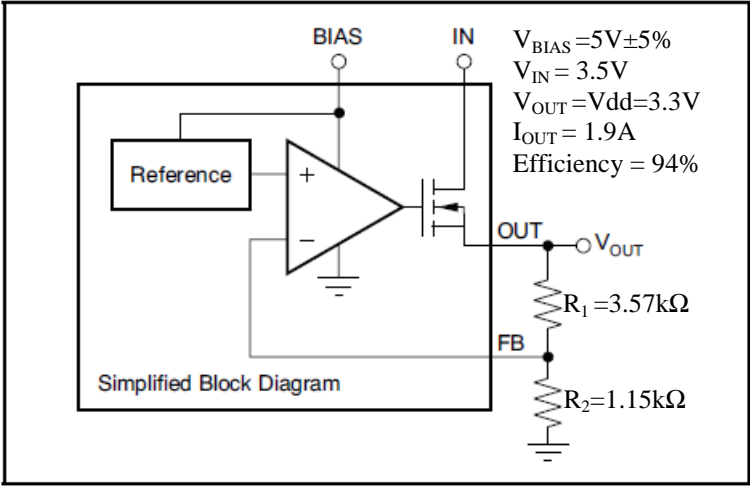 BIAS
IN
V_BIAS =5V±5%
V_IN = 3.5V
V_OUT =Vdd=3.3V
I_OUT = 1.9A
Efficiency = 94%
Reference
+
−
OUT
V_OUT
R_1 =3.57kΩ
FB
Simplified Block Diagram
R_2=1.15kΩ